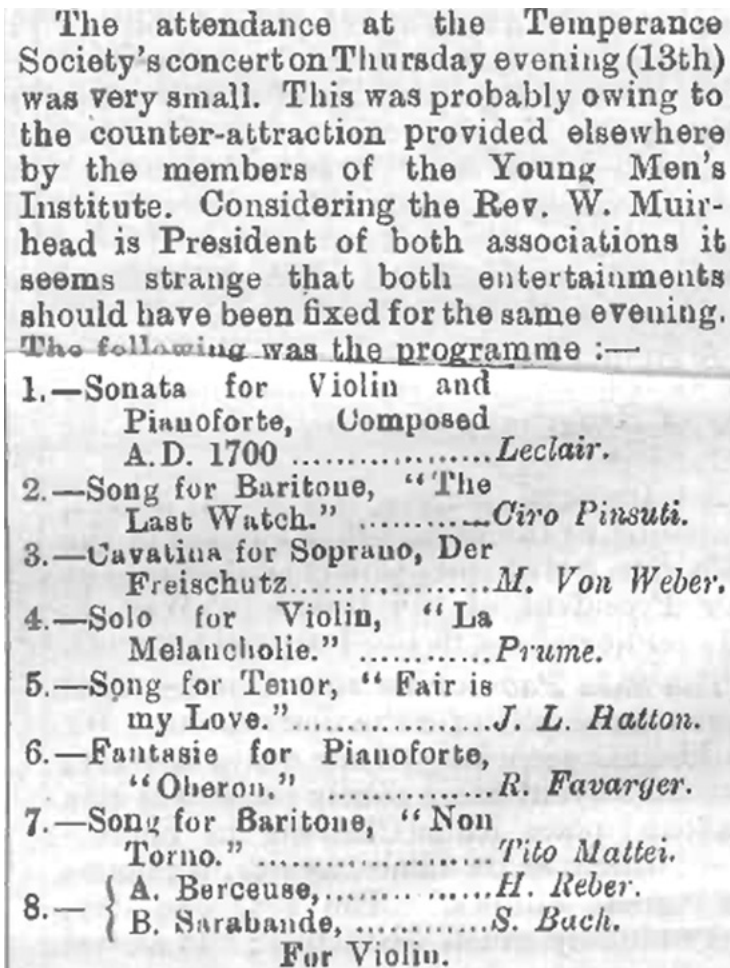 The attendance at the Temperance
Society's concert on Thursday evening (13th)
was very small. This was probably owing to
the counter-attraction provided elsewhere
by the members of the Young Men's
Institute. Considering the Rev. W. Muir-
head is President of both associations it
seems strange that both entertainments
should have been fixed for the same evening.
The following was the programme :—
1.—Sonata for Violin and
Pianoforte, Composed
A.D. 1700 ..................Leclair.
2.—Song for Baritone, "The
Last Watch." ...........Ciro Pinsuti.
3.—Cavatina for Soprano, Der
Freischutz..................M. Von Weber.
4.—Solo for Violin, "La
Melancholie." ............Prume.
5.—Song for Tenor, "Fair is
my Love."..................J. L. Hatton.
6.—Fantasie for Pianoforte,
"Oberon." ..................R. Favarger.
7.—Song for Baritone, "Non
Torno." .....................Tito Mattei.
8.— { A. Berceuse,...... ......H. Reber.
B. Sarabande,............S. Bach.
For Violin.